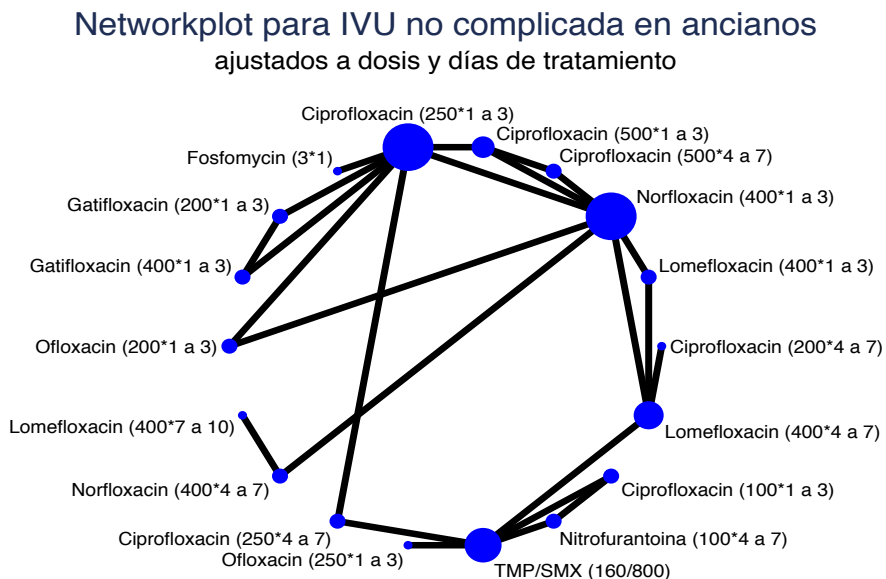 Networkplot para IVU no complicada en ancianos
ajustados a dosis y días de tratamiento
Ciprofloxacin (250*1 a 3)
Ciprofloxacin (500*1 a 3)
Fosfomycin (3*1)
Ciprofloxacin (500*4 a 7)
Gatifloxacin (200*1 a 3)
Norfloxacin (400*1 a 3)
Gatifloxacin (400*1 a 3)
Lomefloxacin (400*1 a 3)
Ofloxacin (200*1 a 3)
Ciprofloxacin (200*4 a 7)
Lomefloxacin (400*7 a 10)
Lomefloxacin (400*4 a 7)
Norfloxacin (400*4 a 7)
Ciprofloxacin (100*1 a 3)
Ciprofloxacin (250*4 a 7)
Nitrofurantoina (100*4 a 7)
Ofloxacin (250*1 a 3)
TMP/SMX (160/800)